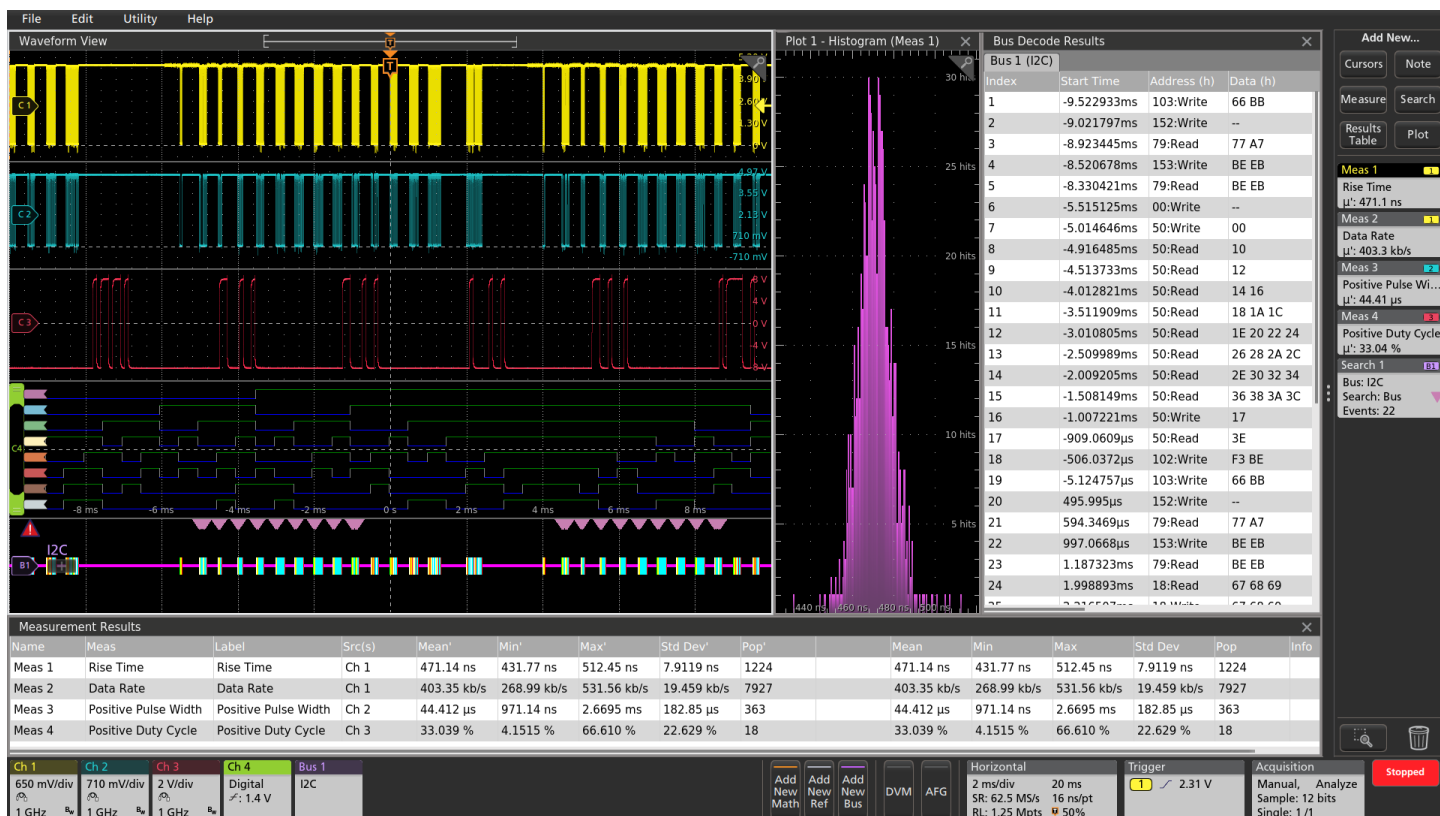 File Edit Utility Help
Waveform View
Plot 1 - Histogram (Meas 1)
Bus Decode Results
Add New...
Cursors Note
Measure Search
Results Table Plot
T
T
C 1
3.90 V
2.60 V
1.30 V
0 V
C 2
4.97 V
3.55 V
2.13 V
710 mV
-710 mV
C 3
8 V
4 V
0 V
-4 V
-8 V
C4
-8 ms -6 ms -4 ms -2 ms 0 s 2 ms 4 ms 6 ms 8 ms
I2C
B1
30 hits
25 hits
20 hits
15 hits
10 hits
5 hits
440 ns 460 ns 480 ns 500 ns
Bus 1 (I2C)
Index Start Time Address (h) Data (h)
1 -9.522933ms 103:Write 66 BB
2 -9.021797ms 152:Write --
3 -8.923445ms 79:Read 77 A7
4 -8.520678ms 153:Write BE EB
5 -8.330421ms 79:Read BE EB
6 -5.515125ms 00:Write --
7 -5.014646ms 50:Write 00
8 -4.916485ms 50:Read 10
9 -4.513733ms 50:Read 12
10 -4.012821ms 50:Read 14 16
11 -3.511909ms 50:Read 18 1A 1C
12 -3.010805ms 50:Read 1E 20 22 24
13 -2.509989ms 50:Read 26 28 2A 2C
14 -2.009205ms 50:Read 2E 30 32 34
15 -1.508149ms 50:Read 36 38 3A 3C
16 -1.007221ms 50:Write 17
17 -909.0609µs 50:Read 3E
18 -506.0372µs 102:Write F3 BE
19 -5.124757µs 103:Write 66 BB
20 495.995µs 152:Write --
21 594.3469µs 79:Read 77 A7
22 997.0668µs 153:Write BE EB
23 1.187323ms 79:Read BE EB
24 1.998893ms 18:Read 67 68 69
Meas 1 1
Rise Time
µ': 471.1 ns
Meas 2 1
Data Rate
µ': 403.3 kb/s
Meas 3 2
Positive Pulse Wi...
µ': 44.41 µs
Meas 4 3
Positive Duty Cycle
µ': 33.04 %
Search 1 B1
Bus: I2C
Search: Bus
Events: 22
Measurement Results
Name Meas Label Src(s) Mean' Min' Max' Std Dev' Pop' Mean Min Max Std Dev Pop Info
Meas 1 Rise Time Rise Time Ch 1 471.14 ns 431.77 ns 512.45 ns 7.9119 ns 1224 471.14 ns 431.77 ns 512.45 ns 7.9119 ns 1224
Meas 2 Data Rate Data Rate Ch 1 403.35 kb/s 268.99 kb/s 531.56 kb/s 19.459 kb/s 7927 403.35 kb/s 268.99 kb/s 531.56 kb/s 19.459 kb/s 7927
Meas 3 Positive Pulse Width Positive Pulse Width Ch 2 44.412 µs 971.14 ns 2.6695 ms 182.85 µs 363 44.412 µs 971.14 ns 2.6695 ms 182.85 µs 363
Meas 4 Positive Duty Cycle Positive Duty Cycle Ch 3 33.039 % 4.1515 % 66.610 % 22.629 % 18 33.039 % 4.1515 % 66.610 % 22.629 % 18
Ch 1
650 mV/div
1 GHz Bw
Ch 2
710 mV/div
1 GHz Bw
Ch 3
2 V/div
1 GHz Bw
Ch 4
Digital
: 1.4 V
Bus 1
I2C
Add New Math
Add New Ref
Add New Bus
DVM
AFG
Horizontal
2 ms/div 20 ms
SR: 62.5 MS/s 16 ns/pt
RL: 1.25 Mpts 50%
Trigger
1 2.31 V
Acquisition
Manual, Analyze
Sample: 12 bits
Single: 1 /1
Stopped